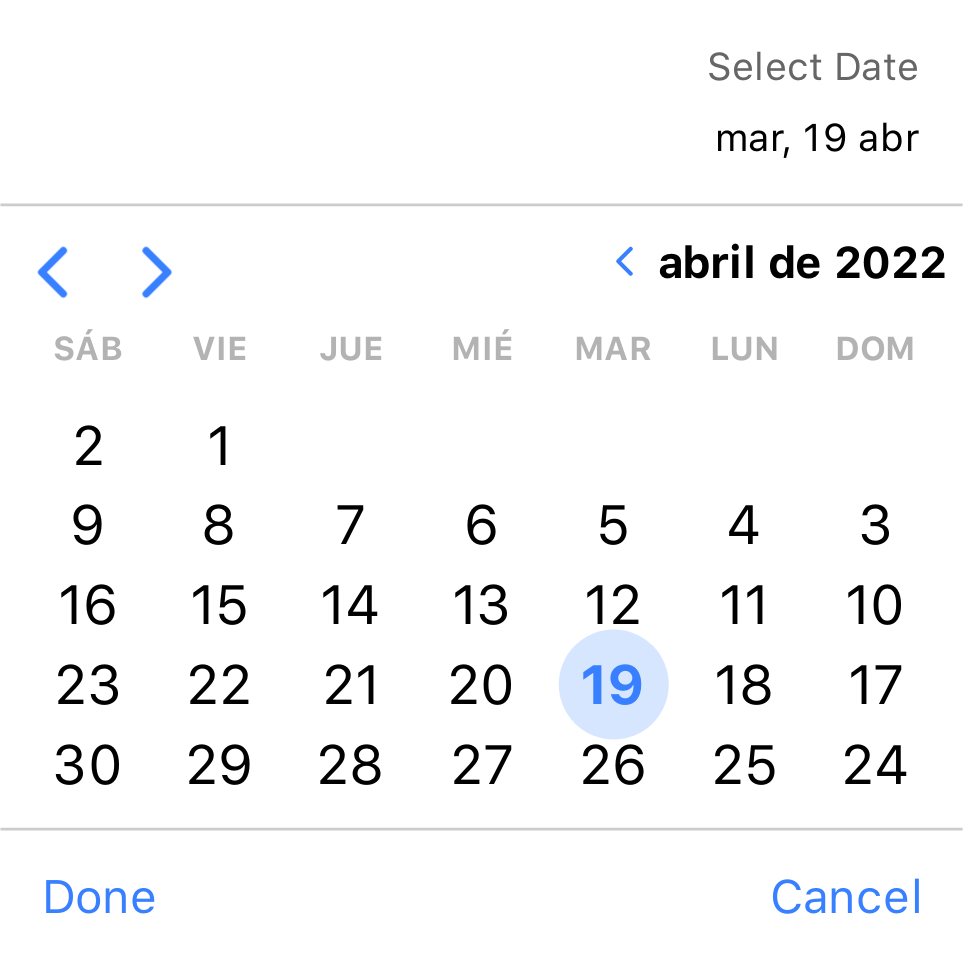 Select Date
mar, 19 abr
abril de 2022
SÁB VIE JUE MIÉ MAR LUN DOM
2 1
9 8 7 6 5 4 3
16 15 14 13 12 11 10
23 22 21 20 19 18 17
30 29 28 27 26 25 24
Done Cancel